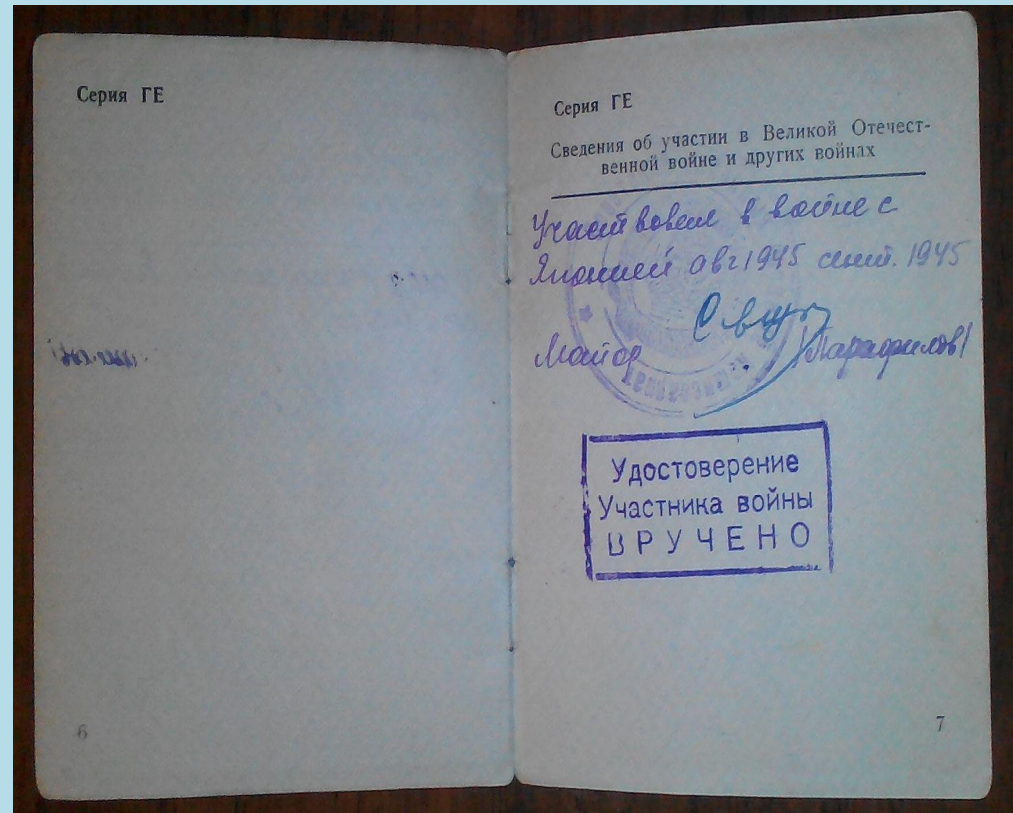 Серия ГЕ
6
Серия ГЕ
Сведения об участии в Великой Отечест-
венной войне и других войнах
Участвовал в войне с
Японией авг 1945 сент. 1945
Майор (Парафилов)
Удостоверение
Участника войны
ВРУЧЕНО
7